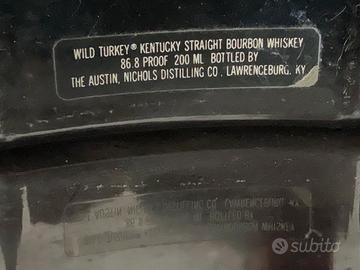 WILD TURKEY® KENTUCKY STRAIGHT BOURBON WHISKEY
86.8 PROOF 200 ML BOTTLED BY
THE AUSTIN, NICHOLS DISTILLING CO. LAWRENCEBURG, KY
subito